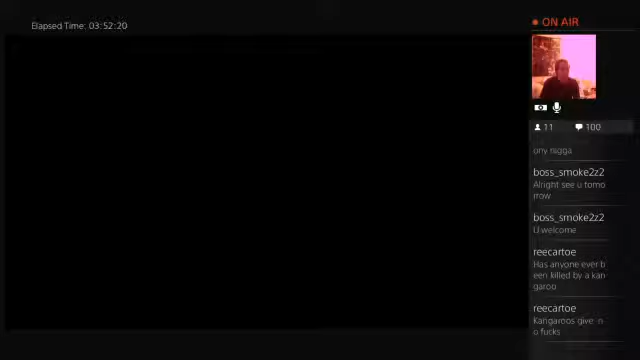 Elapsed Time: 03:52:20
ON AIR
11
100
ony nigga
boss_smoke2z2
Alright see u tomo
rrow
boss_smoke2z2
U welcome
reecartoe
Has anyone ever b
een killed by a kan
garoo
reecartoe
Kangaroos give n
o fucks